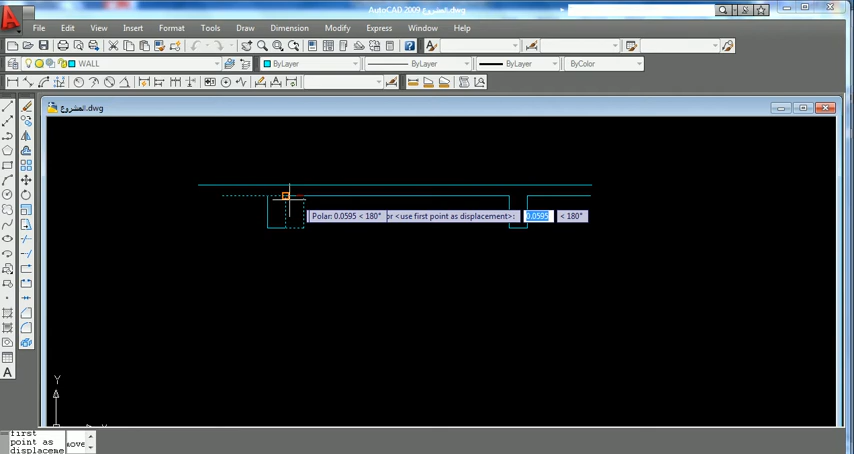 AutoCAD 2009 المشروع.dwg
File Edit View Insert Format Tools Draw Dimension Modify Express Window Help
WALL ByLayer ByLayer ByLayer ByColor
المشروع.dwg
Polar: 0.0595 < 180° or <use first point as displacement>: 0.0595 < 180°
Y
first
point as MOVE
displaceme